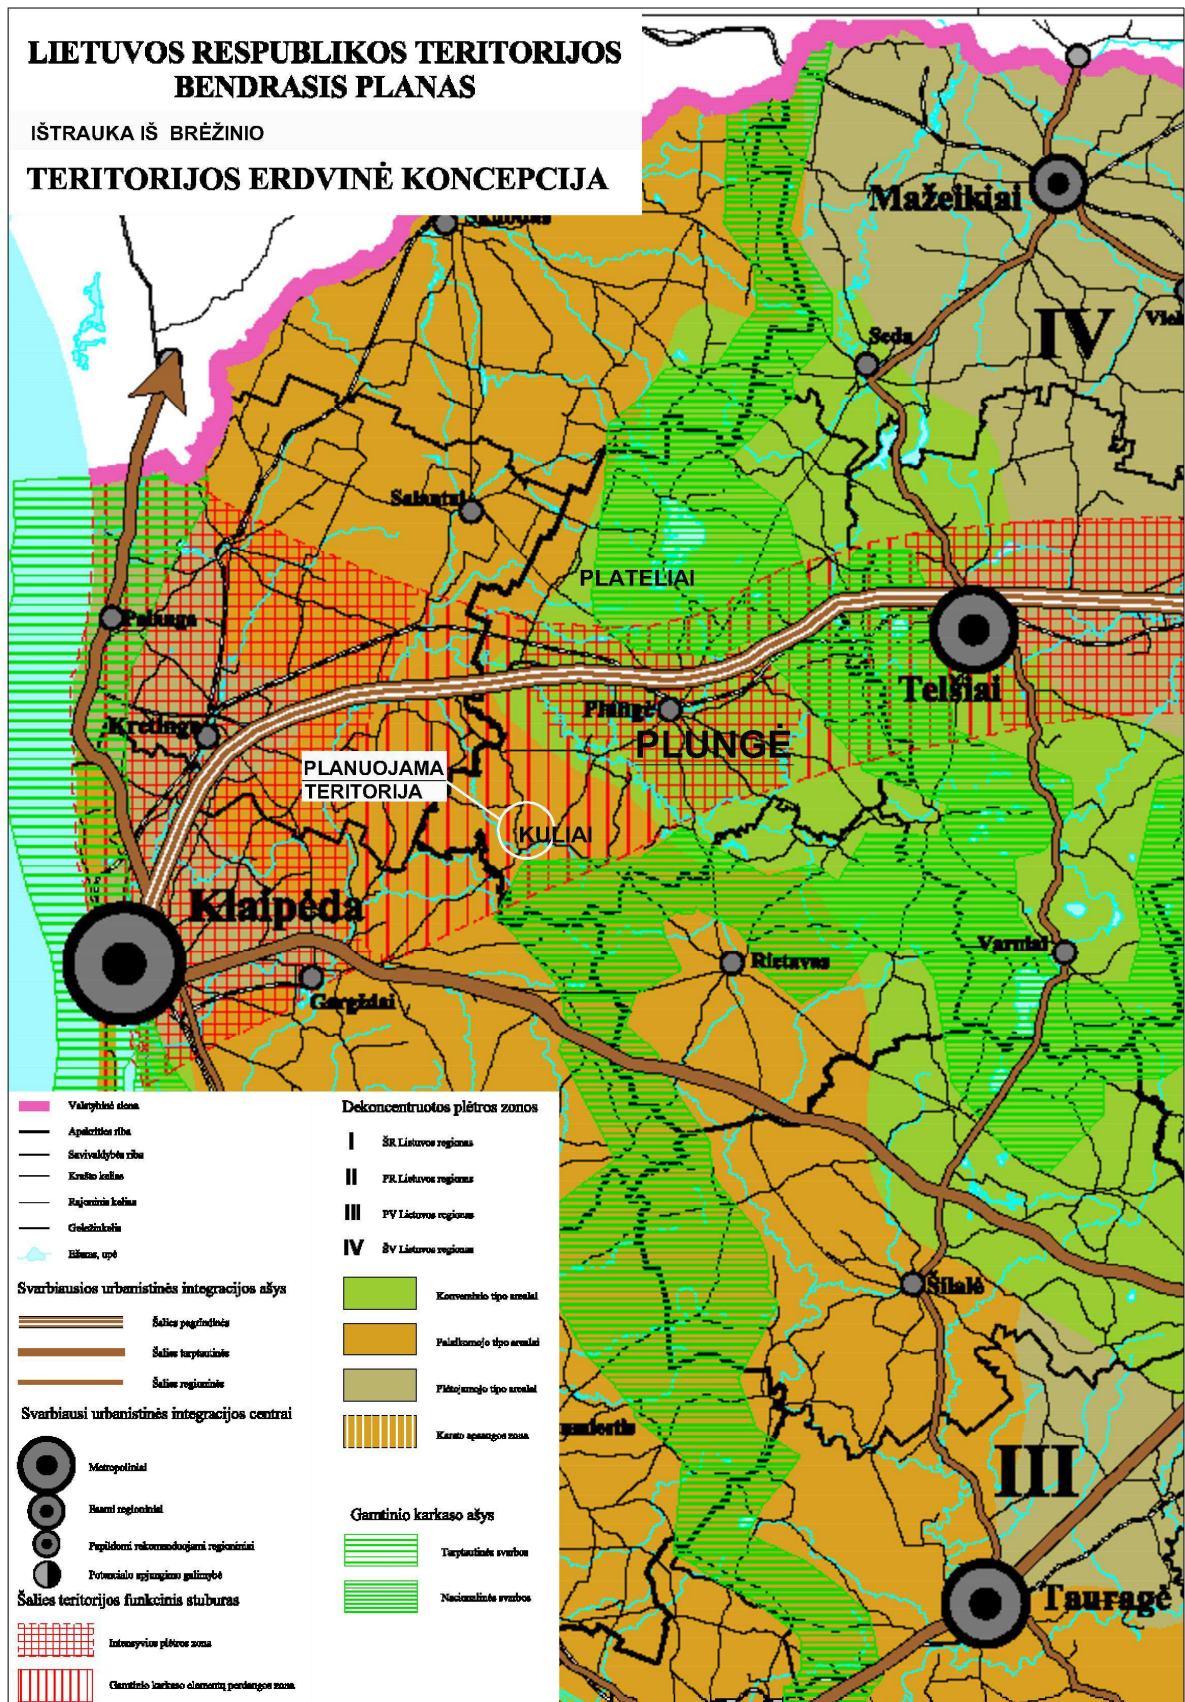 LIETUVOS RESPUBLIKOS TERITORIJOS
BENDRASIS PLANAS
IŠTRAUKA IŠ BRĖŽINIO
TERITORIJOS ERDVINĖ KONCEPCIJA
Mažeikiai
IV
Seda
Salantai
PLATELIAI
Palanga
Telšiai
Plungė
PLUNGĖ
Kretinga
PLANUOJAMA
TERITORIJA
KULIAI
Klaipėda
Varniai
Rietavas
Gargždai
Šilalė
III
Tauragė
Valstybinė siena
Apskrities riba
Savivaldybės riba
Krašto kelias
Rajoninis kelias
Geležinkelis
Ežeras, upė
Svarbiausios urbanistinės integracijos ašys
Šalies pagrindinės
Šalies tarptautinės
Šalies regioninės
Svarbiausi urbanistinės integracijos centrai
Metropoliniai
Esami regioniniai
Papildomi rekomenduojami regioniniai
Potencialo apjungimo galimybė
Šalies teritorijos funkcinis stuburas
Intensyvios plėtros zona
Gamtinio karkaso elementų perdangos zona
Dekoncentruotos plėtros zonos
I ŠR Lietuvos regionas
II PR Lietuvos regionas
III PV Lietuvos regionas
IV ŠV Lietuvos regionas
Konversinio tipo arealai
Palaikomojo tipo arealai
Plėtojamojo tipo arealai
Karsto apsaugos zona
Gamtinio karkaso ašys
Tarptautinės svarbos
Nacionalinės svarbos